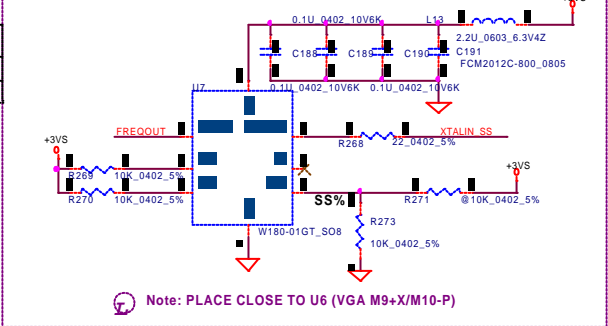 0.1U_0402_10V6K L13
2.2U_0603_6.3V4Z
C188 C189 C190 C191
FCM2012C-800_0805
U7 0.1U_0402_10V6K 0.1U_0402_10V6K
FREQOUT
R268 22_0402_5% XTALIN_SS
+3VS
+3VS
R269 10K_0402_5%
R270 10K_0402_5%
SS% R271 @10K_0402_5%
R273
W180-01GT_SO8
10K_0402_5%
Note: PLACE CLOSE TO U6 (VGA M9+X/M10-P)